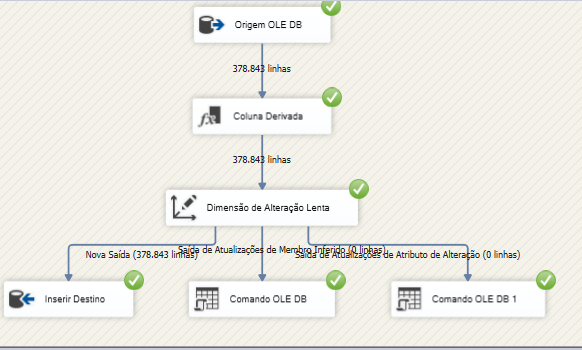 Origem OLE DB
378.843 linhas
Coluna Derivada
378.843 linhas
Dimensão de Alteração Lenta
Nova Saída (378.843 linhas)
Saída de Atualizações de Membro Inferido (0 linhas)
Saída de Atualizações de Atributo de Alteração (0 linhas)
Inserir Destino
Comando OLE DB
Comando OLE DB 1